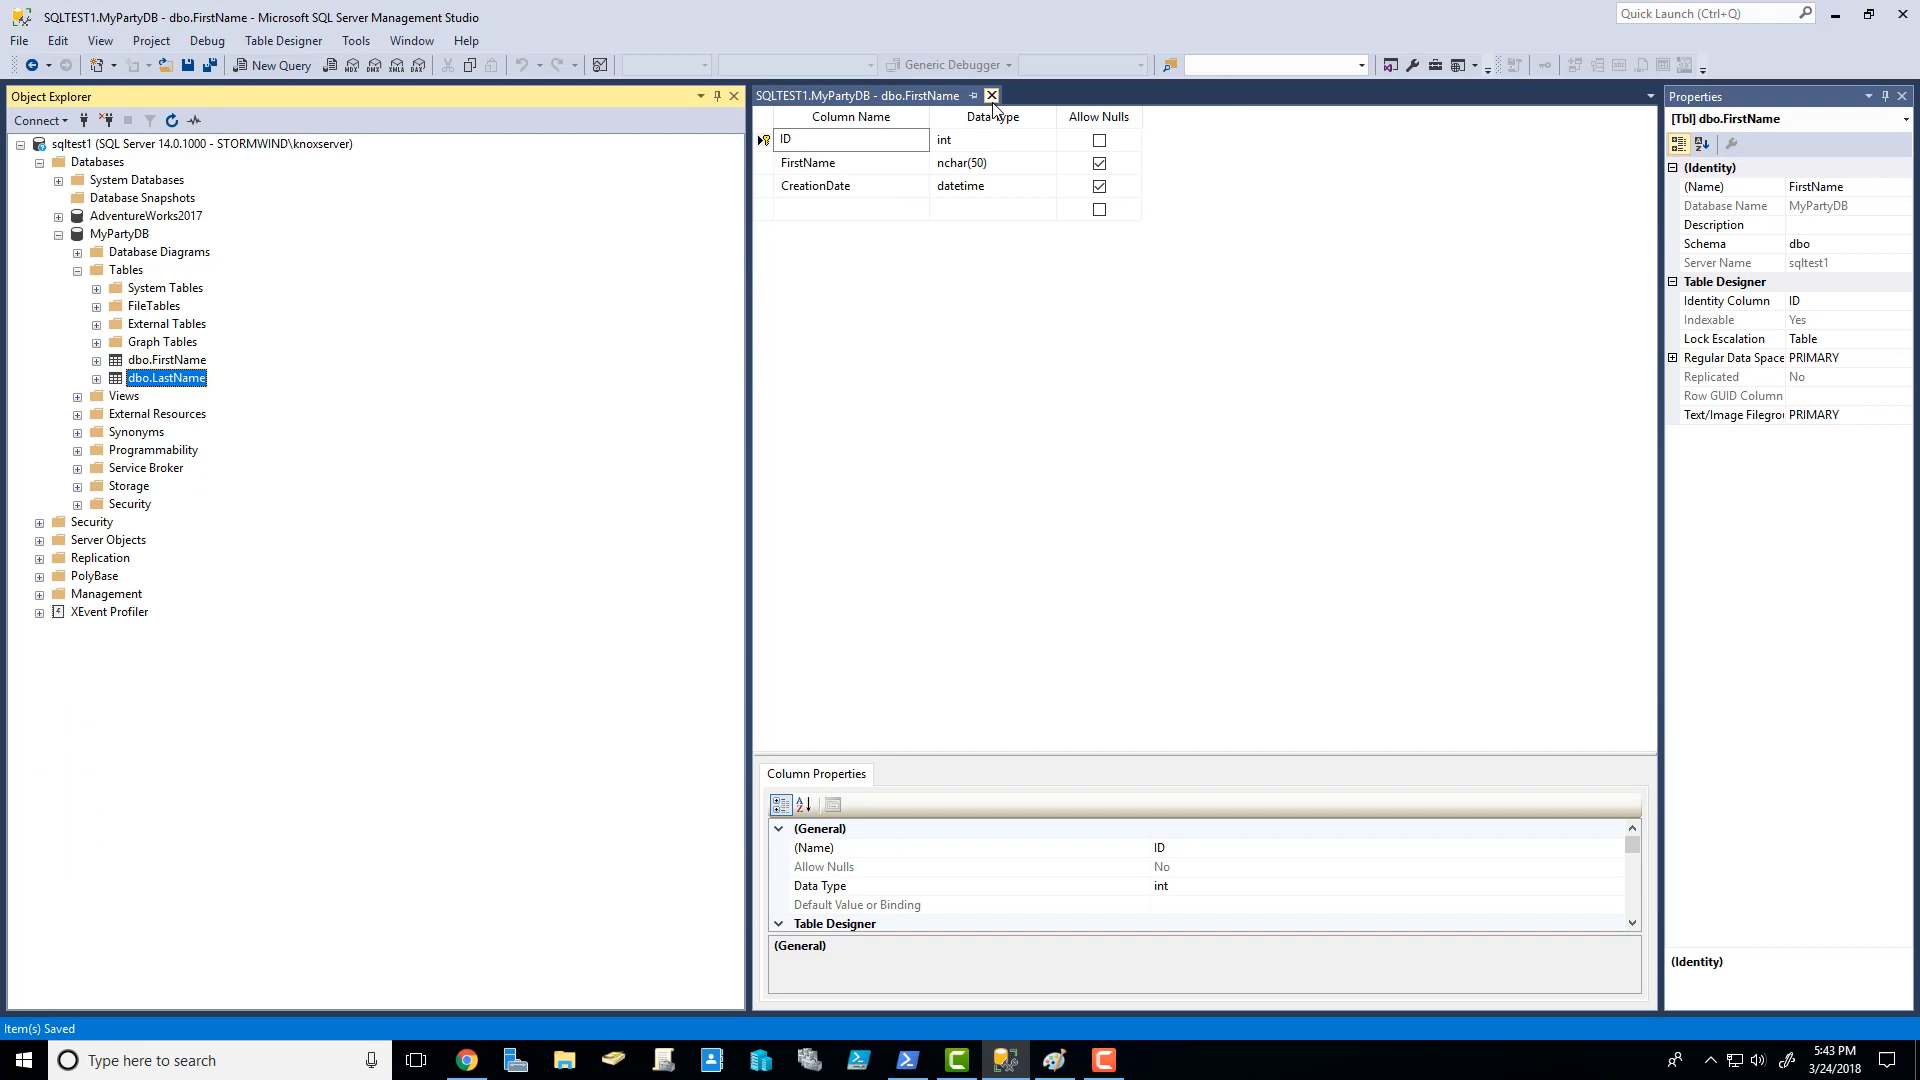 SQLTEST1.MyPartyDB - dbo.FirstName - Microsoft SQL Server Management Studio
Quick Launch (Ctrl+Q)
File Edit View Project Debug Table Designer Tools Window Help
New Query
MDX DMX XMLA DAX
Generic Debugger
Object Explorer
Connect
sqltest1 (SQL Server 14.0.1000 - STORMWIND\knoxserver)
Databases
System Databases
Database Snapshots
AdventureWorks2017
MyPartyDB
Database Diagrams
Tables
System Tables
FileTables
External Tables
Graph Tables
dbo.FirstName
dbo.LastName
Views
External Resources
Synonyms
Programmability
Service Broker
Storage
Security
Security
Server Objects
Replication
PolyBase
Management
XEvent Profiler
SQLTEST1.MyPartyDB - dbo.FirstName
Column Name Data Type Allow Nulls
ID int
FirstName nchar(50)
CreationDate datetime
Column Properties
(General)
(Name) ID
Allow Nulls No
Data Type int
Default Value or Binding
Table Designer
(General)
Properties
[Tbl] dbo.FirstName
(Identity)
(Name) FirstName
Database Name MyPartyDB
Description
Schema dbo
Server Name sqltest1
Table Designer
Identity Column ID
Indexable Yes
Lock Escalation Table
Regular Data Space PRIMARY
Replicated No
Row GUID Column
Text/Image Filegrou PRIMARY
(Identity)
Item(s) Saved
Type here to search
5:43 PM
3/24/2018